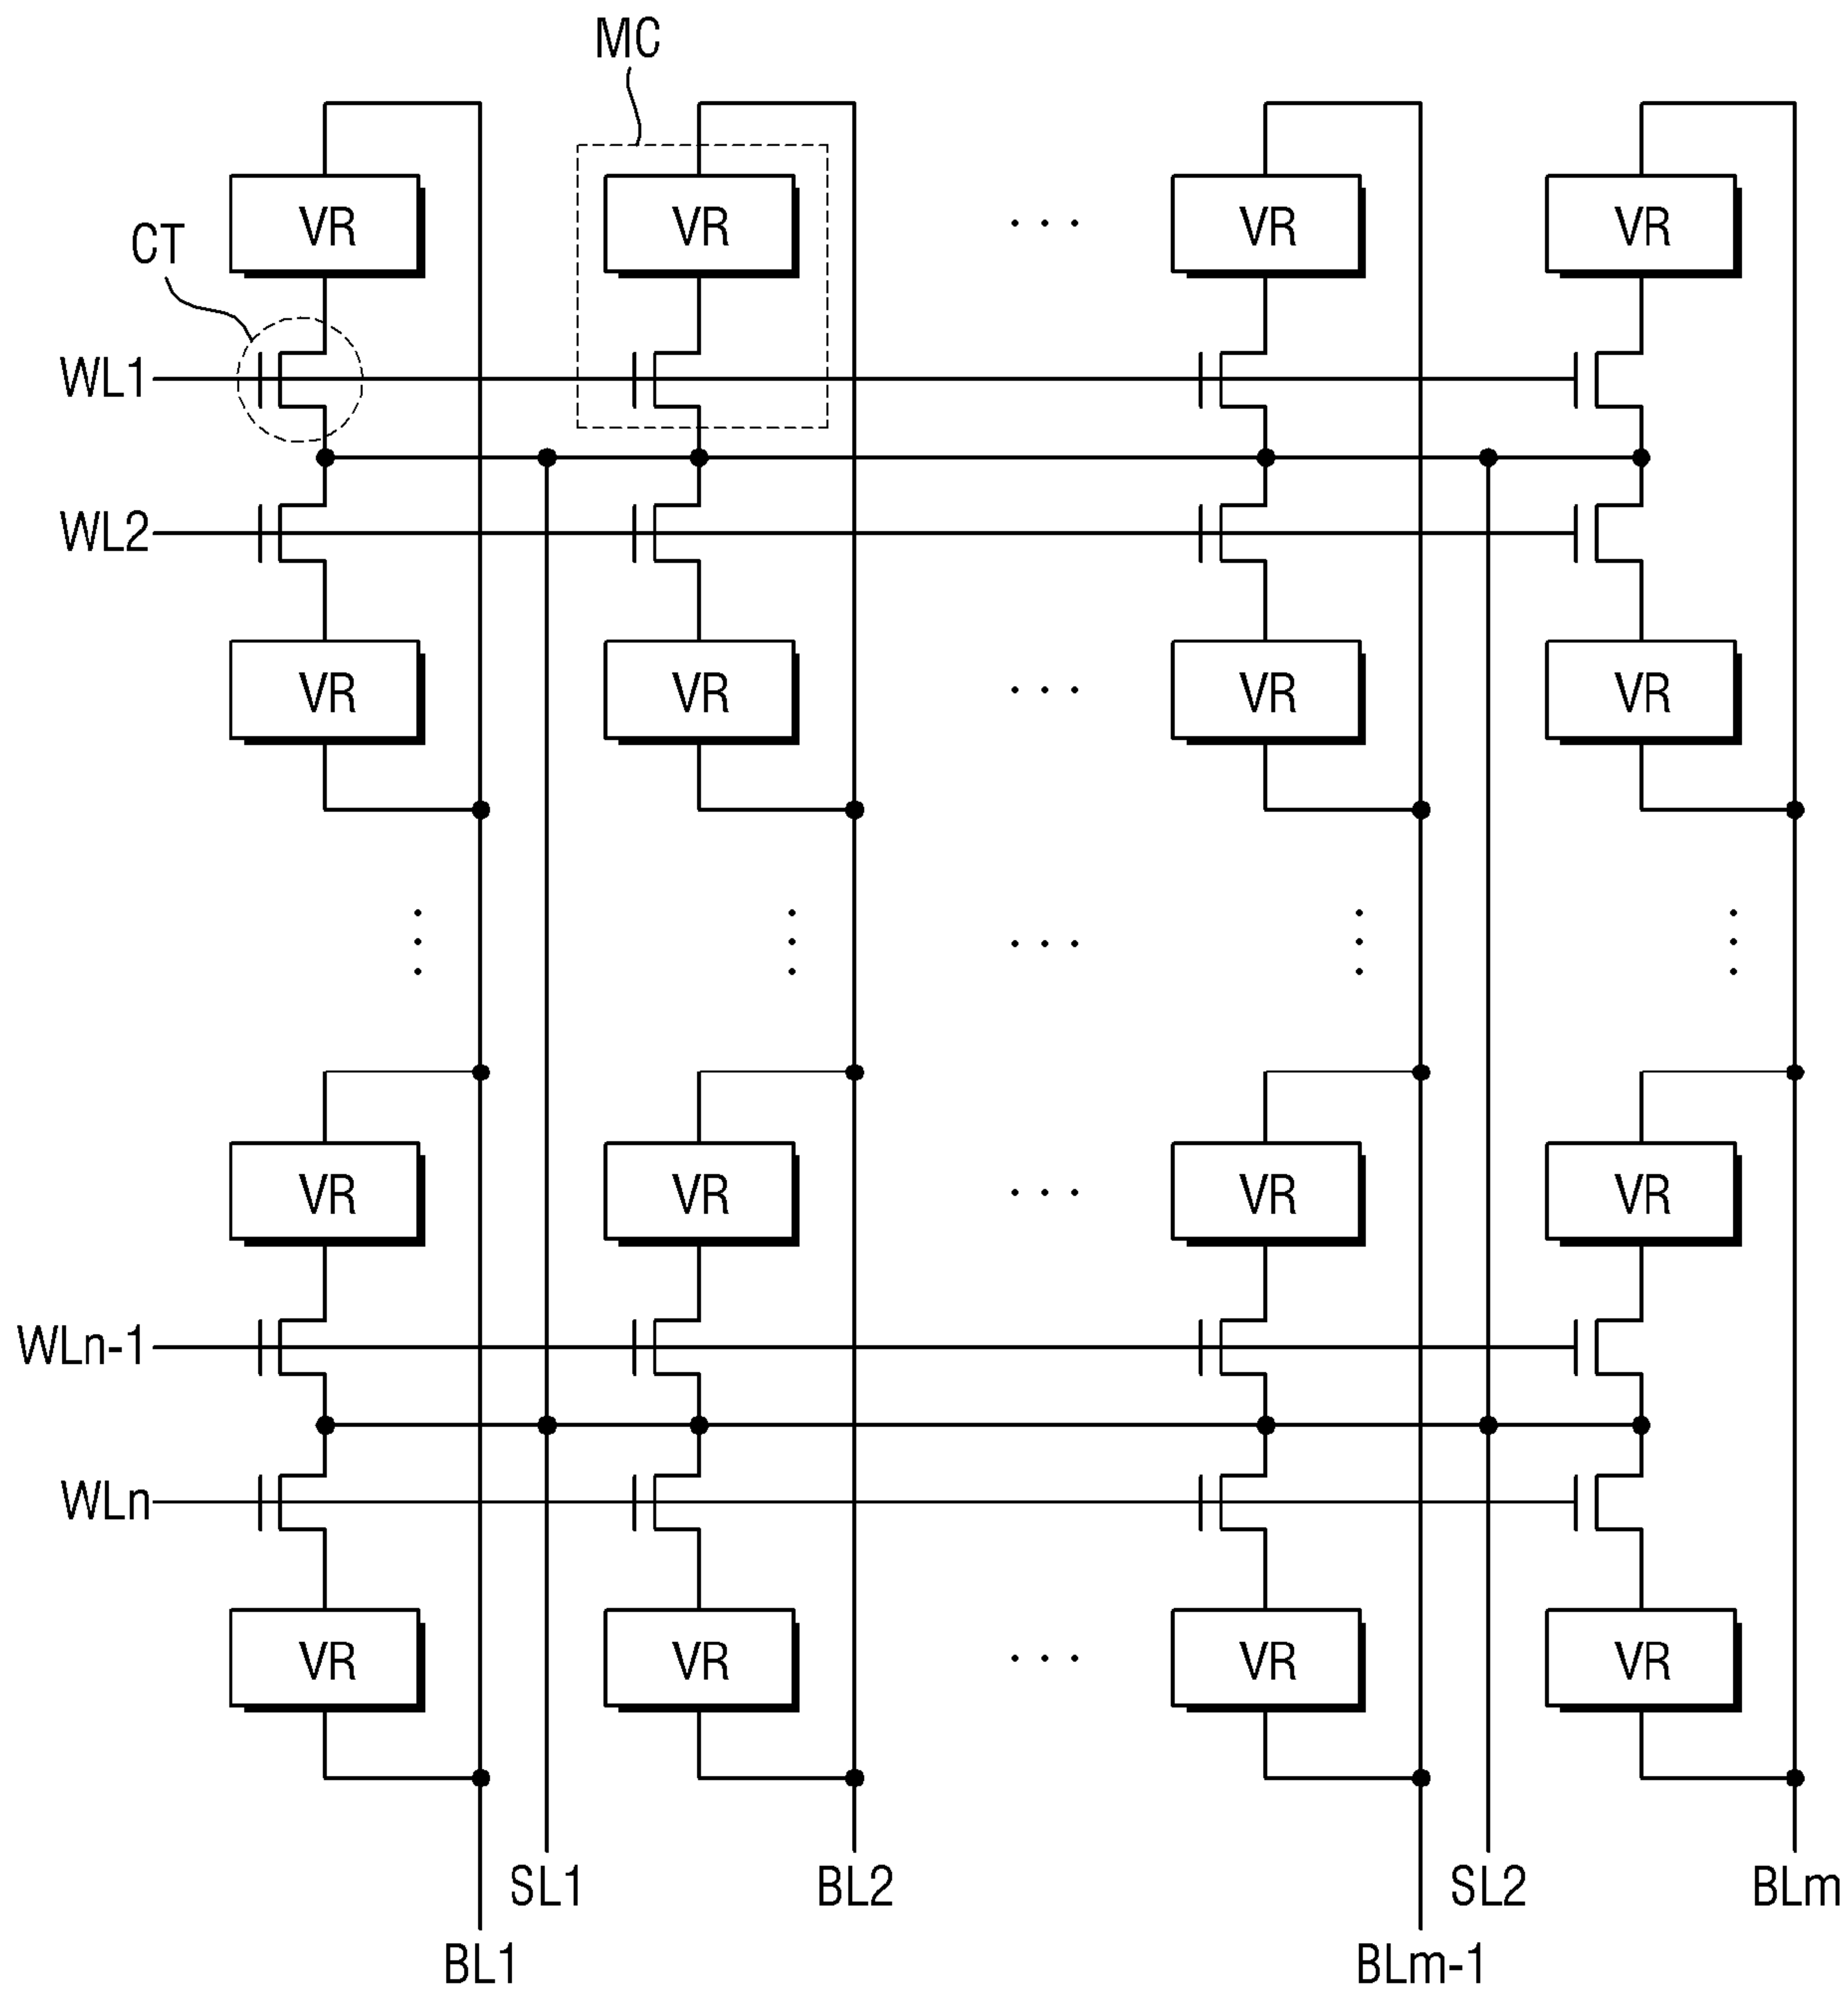 MC
VR VR ... VR VR
CT
WL1
WL2
VR VR ... VR VR
...
VR VR ... VR VR
WLn-1
WLn
VR VR ... VR VR
SL1 BL2 SL2 BLm
BL1 BLm-1